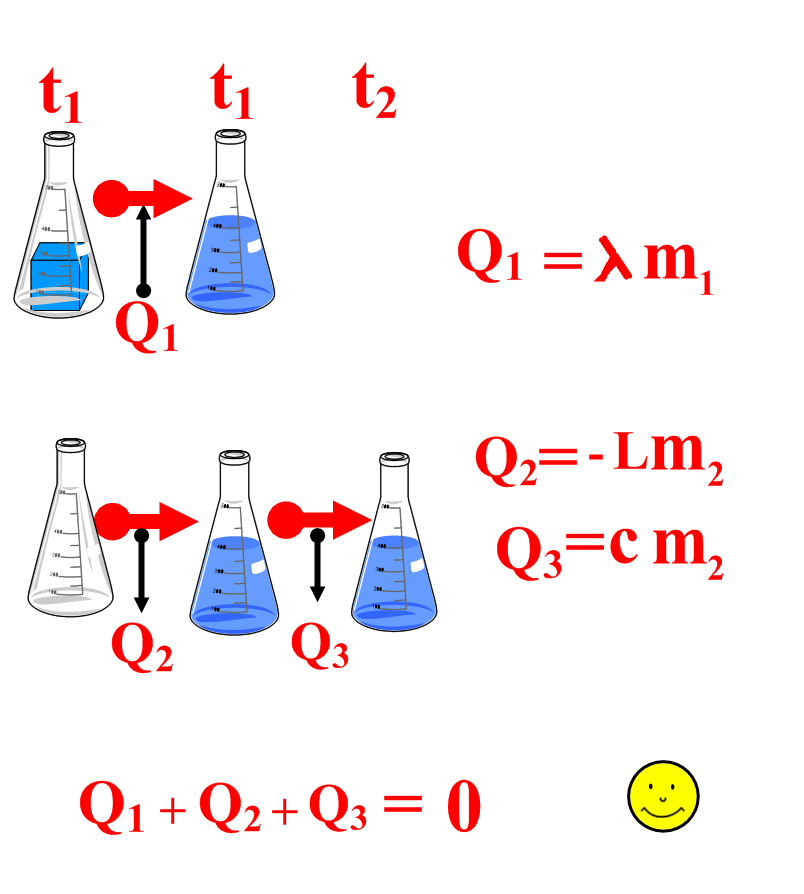 t₁ t₁ t₂
Q₁
Q₁ = λ m₁
Q₂ = - Lm₂
Q₃ = c m₂
Q₂ Q₃
Q₁ + Q₂ + Q₃ = 0